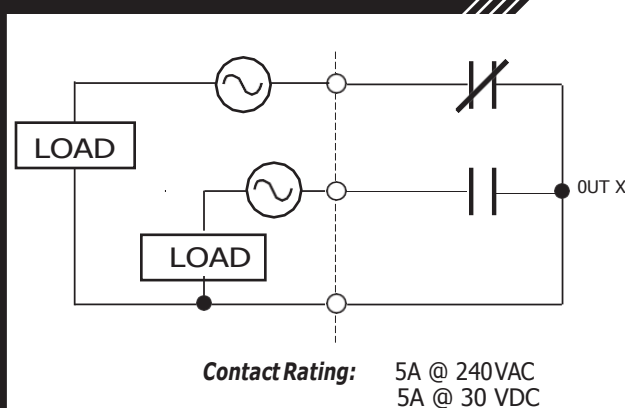 LOAD
0UT X
LOAD
Contact Rating: 5A @ 240VAC
5A @ 30 VDC